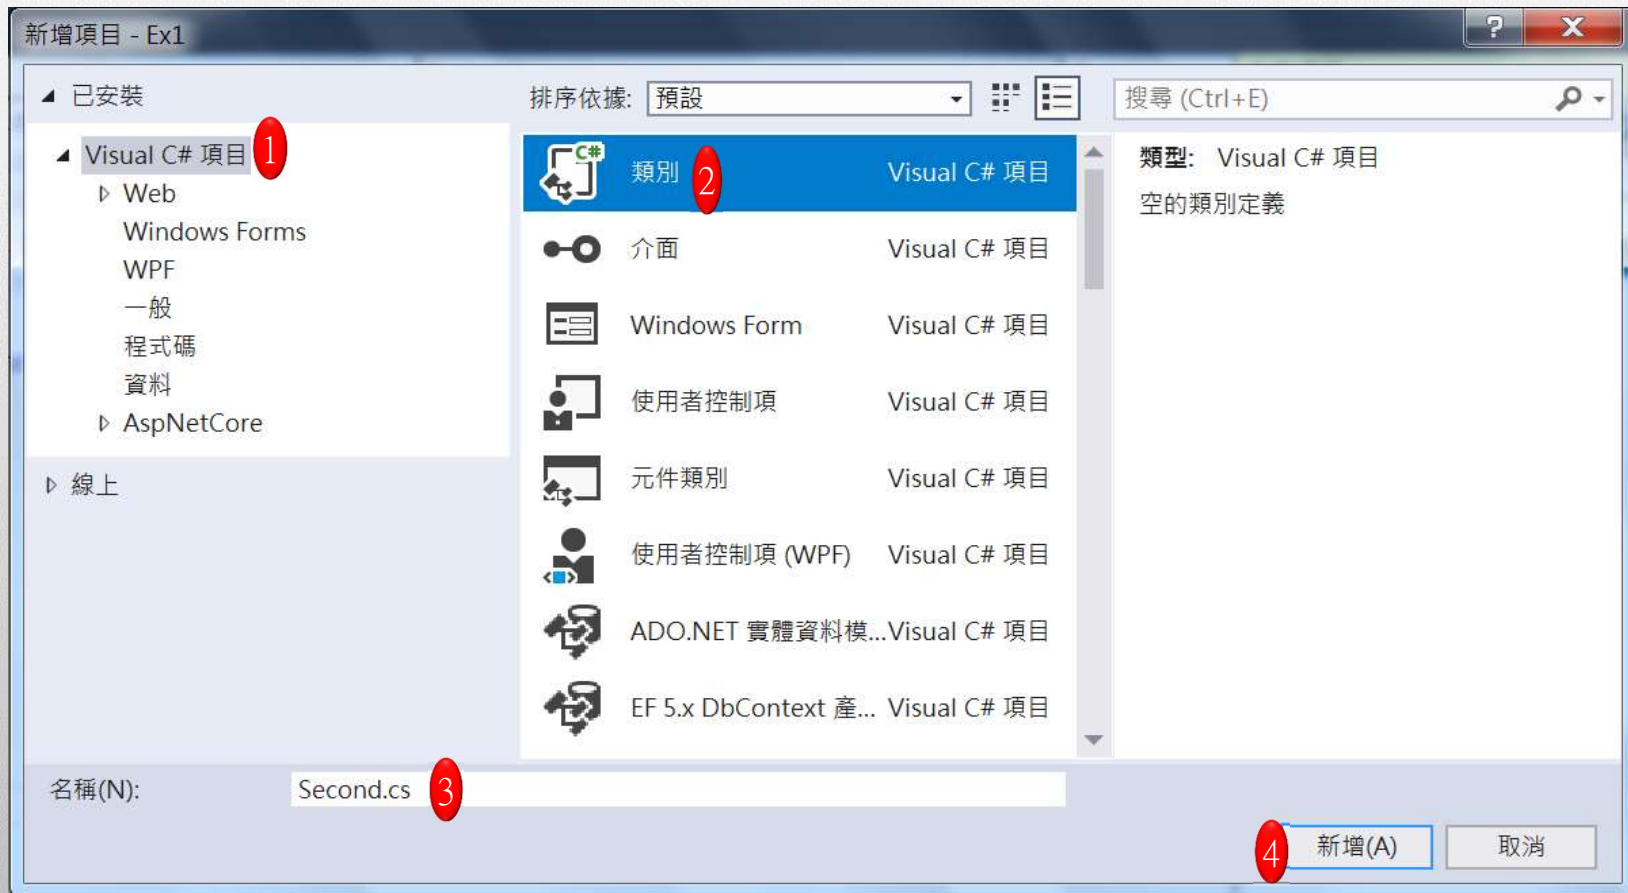 新增項目 - Ex1
?
X
已安裝
排序依據: 預設
搜尋 (Ctrl+E)
Visual C# 項目 1
Web
Windows Forms
WPF
一般
程式碼
資料
AspNetCore
線上
C# 類別 2 Visual C# 項目
介面 Visual C# 項目
Windows Form Visual C# 項目
使用者控制項 Visual C# 項目
元件類別 Visual C# 項目
使用者控制項 (WPF) Visual C# 項目
ADO.NET 實體資料模... Visual C# 項目
EF 5.x DbContext 產... Visual C# 項目
類型: Visual C# 項目
空的類別定義
名稱(N): Second.cs 3
4 新增(A) 取消